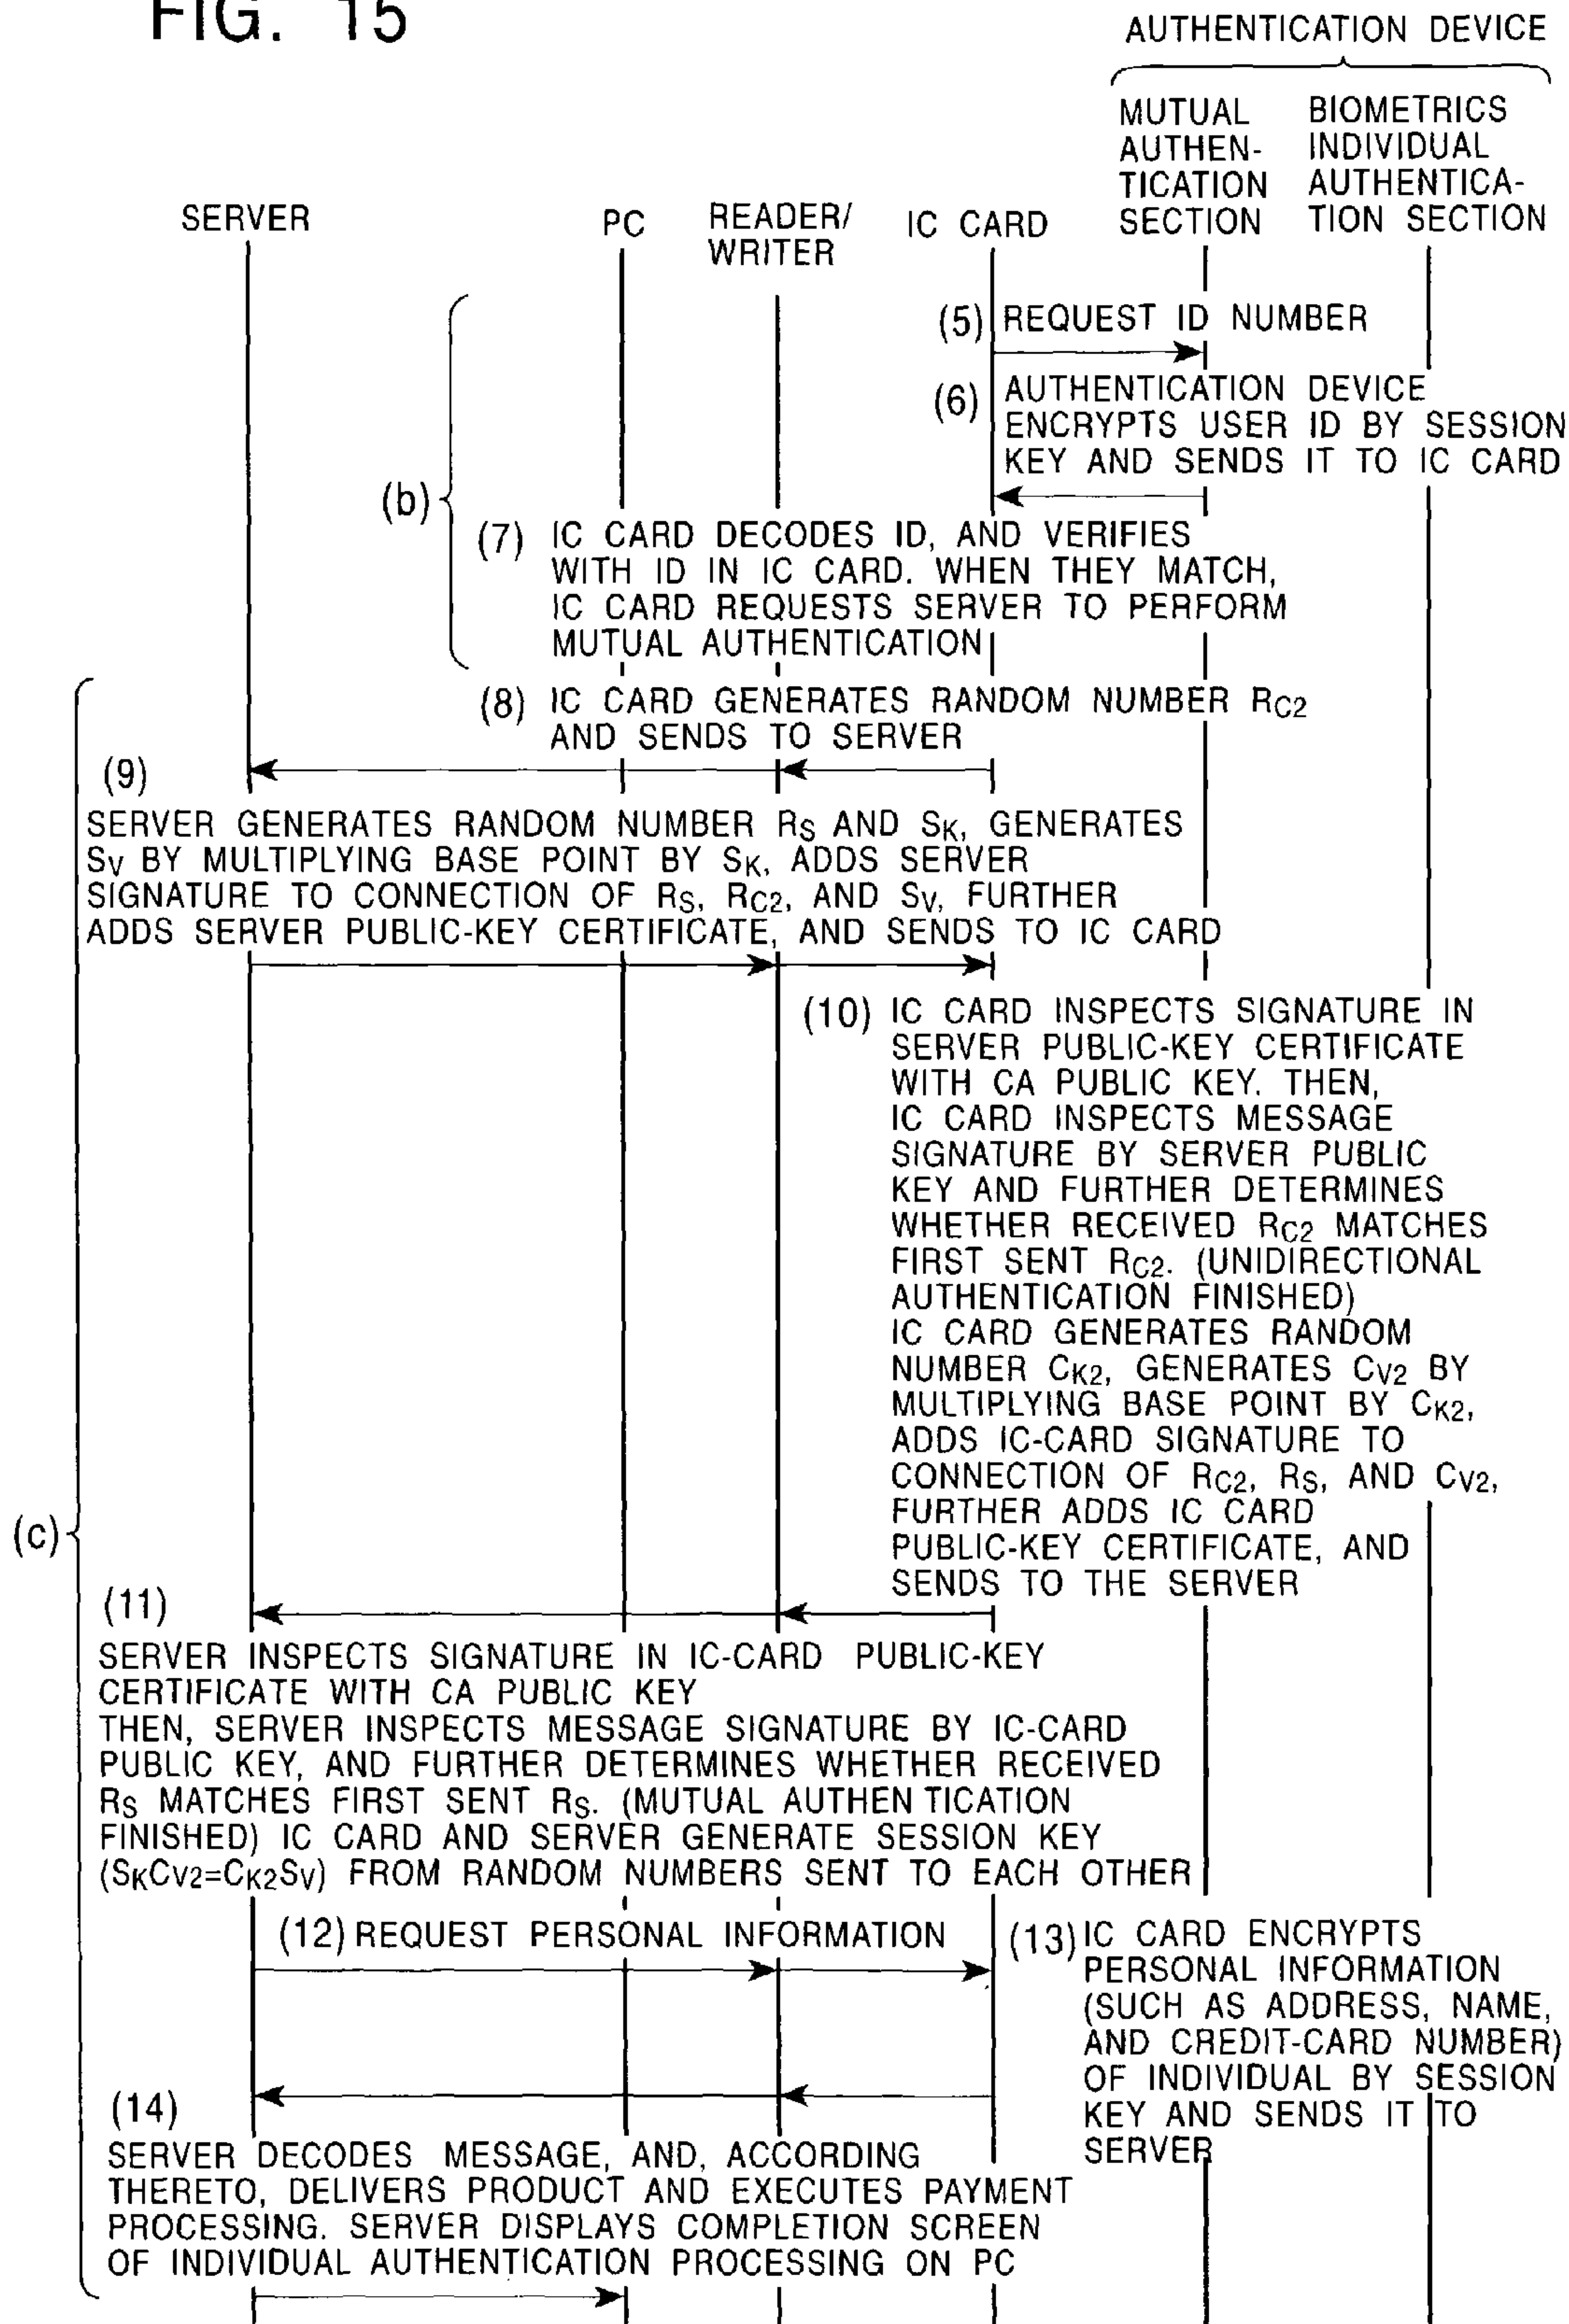 FIG. 15
AUTHENTICATION DEVICE
MUTUAL
AUTHEN-
TICATION
SECTION
BIOMETRICS
INDIVIDUAL
AUTHENTICA-
TION SECTION
SERVER
PC
READER/
WRITER
IC CARD
(5) REQUEST ID NUMBER
(6) AUTHENTICATION DEVICE
ENCRYPTS USER ID BY SESSION
KEY AND SENDS IT TO IC CARD
(b)
(7) IC CARD DECODES ID, AND VERIFIES
WITH ID IN IC CARD. WHEN THEY MATCH,
IC CARD REQUESTS SERVER TO PERFORM
MUTUAL AUTHENTICATION
(8) IC CARD GENERATES RANDOM NUMBER RC2
AND SENDS TO SERVER
(9)
SERVER GENERATES RANDOM NUMBER RS AND SK, GENERATES
SV BY MULTIPLYING BASE POINT BY SK, ADDS SERVER
SIGNATURE TO CONNECTION OF RS, RC2, AND SV, FURTHER
ADDS SERVER PUBLIC-KEY CERTIFICATE, AND SENDS TO IC CARD
(10) IC CARD INSPECTS SIGNATURE IN
SERVER PUBLIC-KEY CERTIFICATE
WITH CA PUBLIC KEY. THEN,
IC CARD INSPECTS MESSAGE
SIGNATURE BY SERVER PUBLIC
KEY AND FURTHER DETERMINES
WHETHER RECEIVED RC2 MATCHES
FIRST SENT RC2. (UNIDIRECTIONAL
AUTHENTICATION FINISHED)
IC CARD GENERATES RANDOM
NUMBER CK2, GENERATES CV2 BY
MULTIPLYING BASE POINT BY CK2,
ADDS IC-CARD SIGNATURE TO
CONNECTION OF RC2, RS, AND CV2,
FURTHER ADDS IC CARD
PUBLIC-KEY CERTIFICATE, AND
SENDS TO THE SERVER
(c)
(11)
SERVER INSPECTS SIGNATURE IN IC-CARD PUBLIC-KEY
CERTIFICATE WITH CA PUBLIC KEY
THEN, SERVER INSPECTS MESSAGE SIGNATURE BY IC-CARD
PUBLIC KEY, AND FURTHER DETERMINES WHETHER RECEIVED
RS MATCHES FIRST SENT RS. (MUTUAL AUTHEN TICATION
FINISHED) IC CARD AND SERVER GENERATE SESSION KEY
(SKCV2=CK2SV) FROM RANDOM NUMBERS SENT TO EACH OTHER
(12) REQUEST PERSONAL INFORMATION
(13) IC CARD ENCRYPTS
PERSONAL INFORMATION
(SUCH AS ADDRESS, NAME,
AND CREDIT-CARD NUMBER)
OF INDIVIDUAL BY SESSION
KEY AND SENDS IT TO
SERVER
(14)
SERVER DECODES MESSAGE, AND, ACCORDING
THERETO, DELIVERS PRODUCT AND EXECUTES PAYMENT
PROCESSING. SERVER DISPLAYS COMPLETION SCREEN
OF INDIVIDUAL AUTHENTICATION PROCESSING ON PC